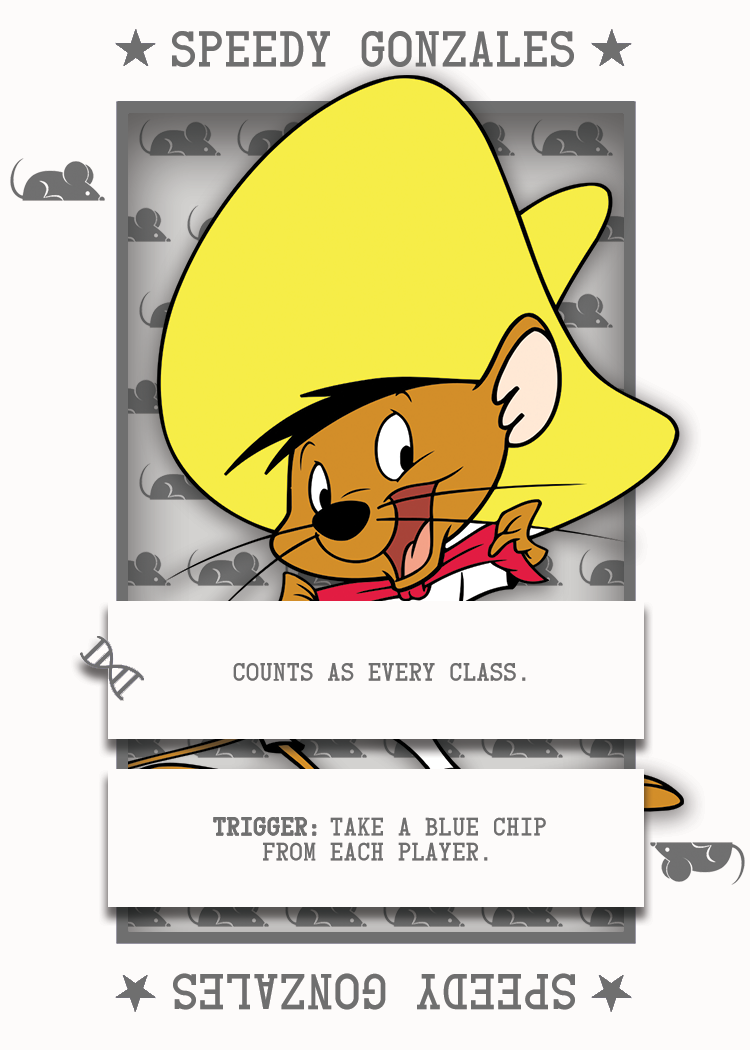 SPEEDY GONZALES
COUNTS AS EVERY CLASS.
TRIGGER: TAKE A BLUE CHIP
FROM EACH PLAYER.
SPEEDY GONZALES